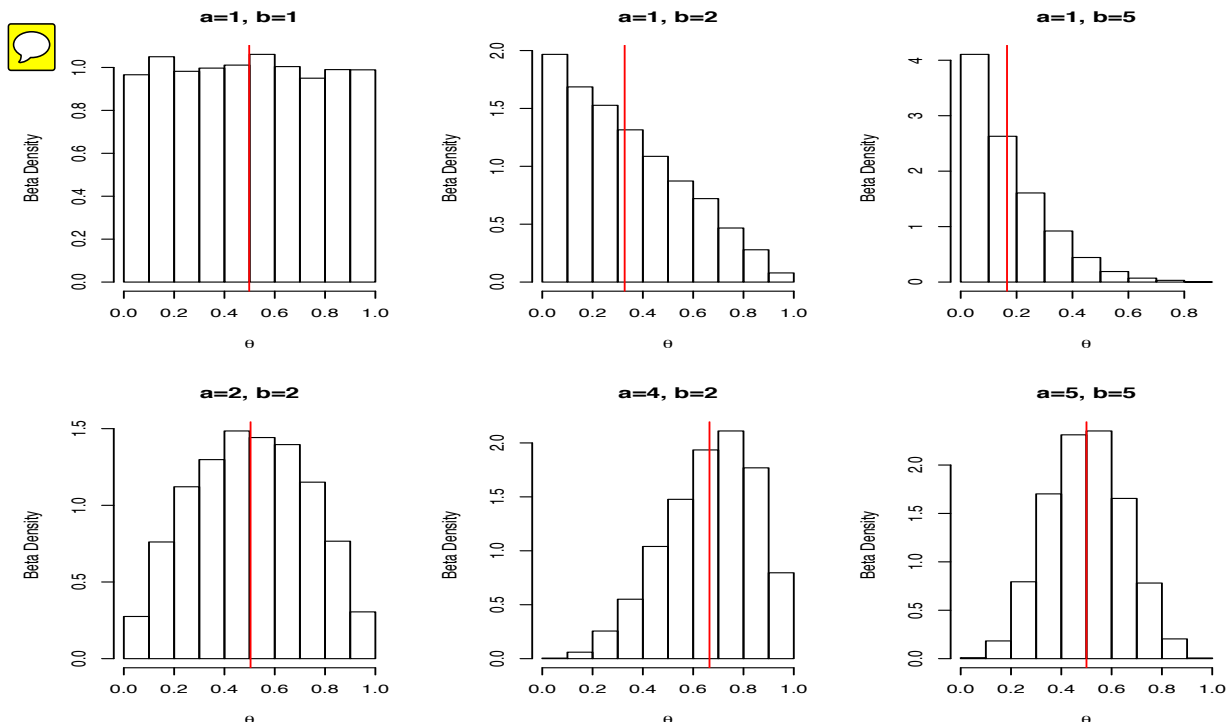 a=1, b=1
Beta Density
0.0 0.2 0.4 0.6 0.8 1.0
0.0 0.2 0.4 0.6 0.8 1.0
θ
a=1, b=2
Beta Density
0.0 0.5 1.0 1.5 2.0
0.0 0.2 0.4 0.6 0.8 1.0
θ
a=1, b=5
Beta Density
0 1 2 3 4
0.0 0.2 0.4 0.6 0.8
θ
a=2, b=2
Beta Density
0.0 0.5 1.0 1.5
0.0 0.2 0.4 0.6 0.8 1.0
θ
a=4, b=2
Beta Density
0.0 0.5 1.0 1.5 2.0
0.0 0.2 0.4 0.6 0.8 1.0
θ
a=5, b=5
Beta Density
0.0 0.5 1.0 1.5 2.0
0.0 0.2 0.4 0.6 0.8 1.0
θ